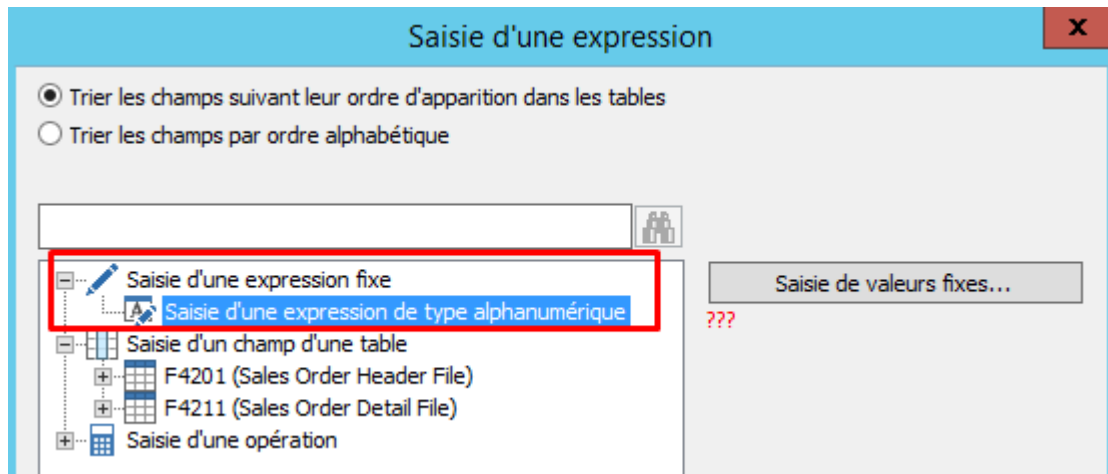 Saisie d'une expression
x
Trier les champs suivant leur ordre d'apparition dans les tables
Trier les champs par ordre alphabétique
Saisie d'une expression fixe
Saisie d'une expression de type alphanumérique
Saisie d'un champ d'une table
F4201 (Sales Order Header File)
F4211 (Sales Order Detail File)
Saisie d'une opération
Saisie de valeurs fixes...
???